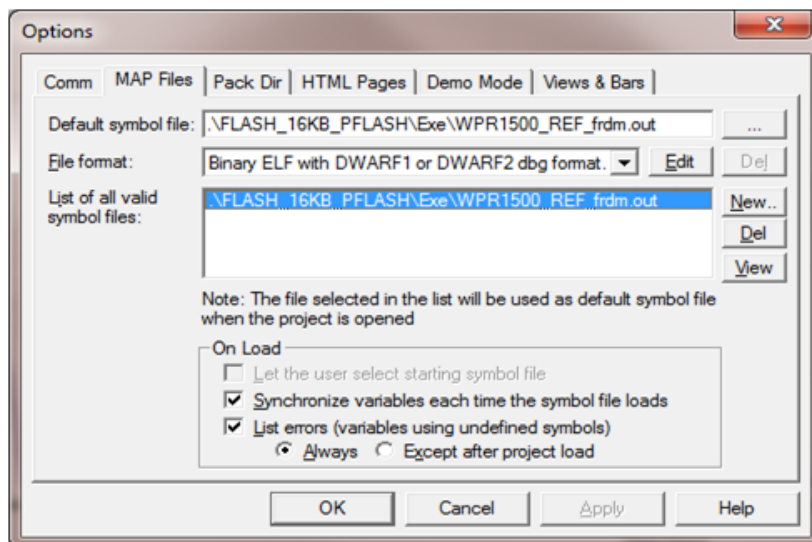 Options
Comm MAP Files Pack Dir HTML Pages Demo Mode Views & Bars
Default symbol file: .\FLASH_16KB_PFLASH\Exe\WPR1500_REF_frdm.out ...
File format: Binary ELF with DWARF1 or DWARF2 dbg format. Edit Del
List of all valid
symbol files:
.\FLASH_16KB_PFLASH\Exe\WPR1500_REF_frdm.out
New..
Del
View
Note: The file selected in the list will be used as default symbol file
when the project is opened
On Load
Let the user select starting symbol file
Synchronize variables each time the symbol file loads
List errors (variables using undefined symbols)
Always Except after project load
OK Cancel Apply Help